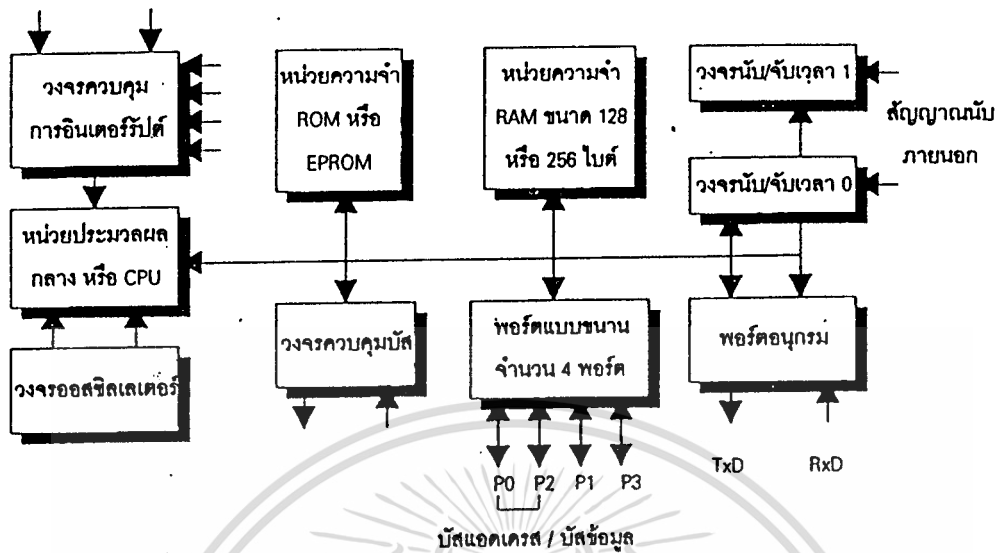 วงจรควบคุม
การอินเตอร์รัปต์
หน่วยความจำ
ROM หรือ
EPROM
หน่วยความจำ
RAM ขนาด 128
หรือ 256 ไบต์
วงจรนับ/จับเวลา 1
สัญญาณนับ
ภายนอก
วงจรนับ/จับเวลา 0
หน่วยประมวลผล
กลาง หรือ CPU
วงจรออสซิลเลเตอร์
วงจรควบคุมบัส
พอร์ตแบบขนาน
จำนวน 4 พอร์ต
พอร์ตอนุกรม
TxD RxD
P0 P2 P1 P3
บัสแอดเดรส / บัสข้อมูล